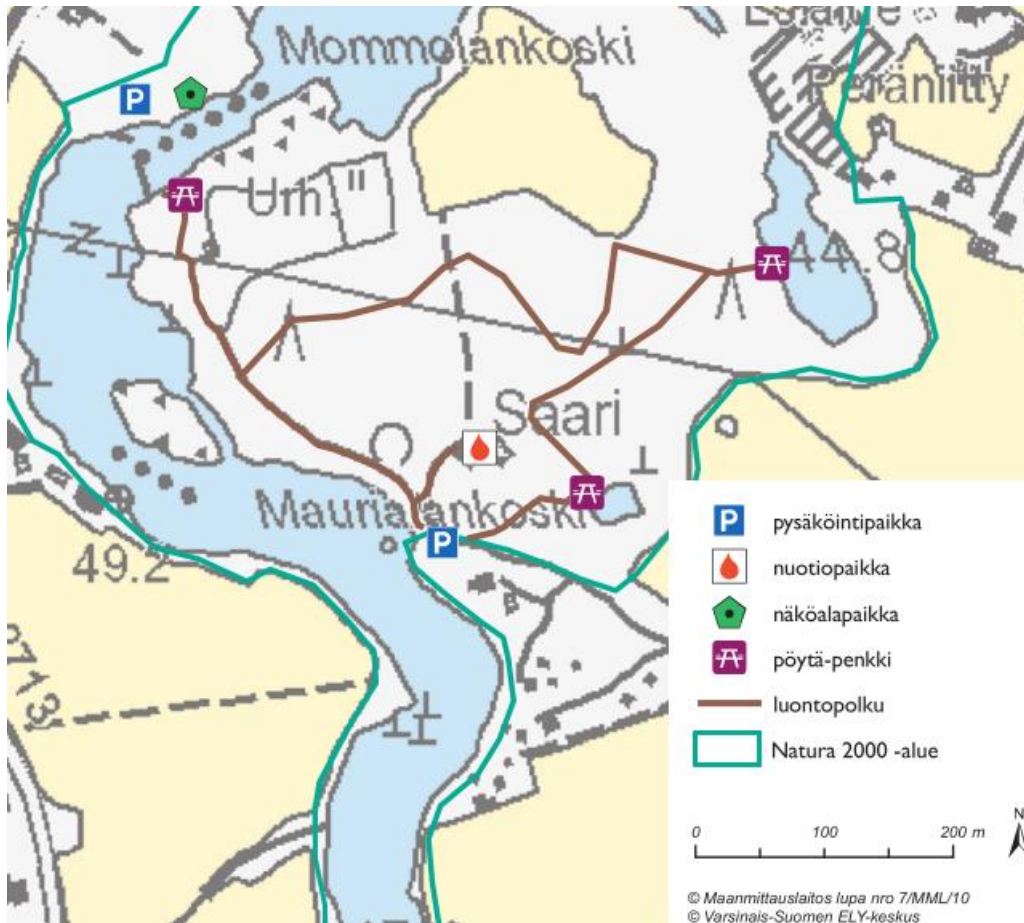 Mommolankoski
Peräniitty
P
Urh.
44.8
Saari
Maurialankoski
P
49.2
P pysäköintipaikka
nuotiopaikka
näköalapaikka
pöytä-penkki
luontopolku
Natura 2000 -alue
N
0 100 200 m
© Maanmittauslaitos lupa nro 7/MML/10
© Varsinais-Suomen ELY-keskus